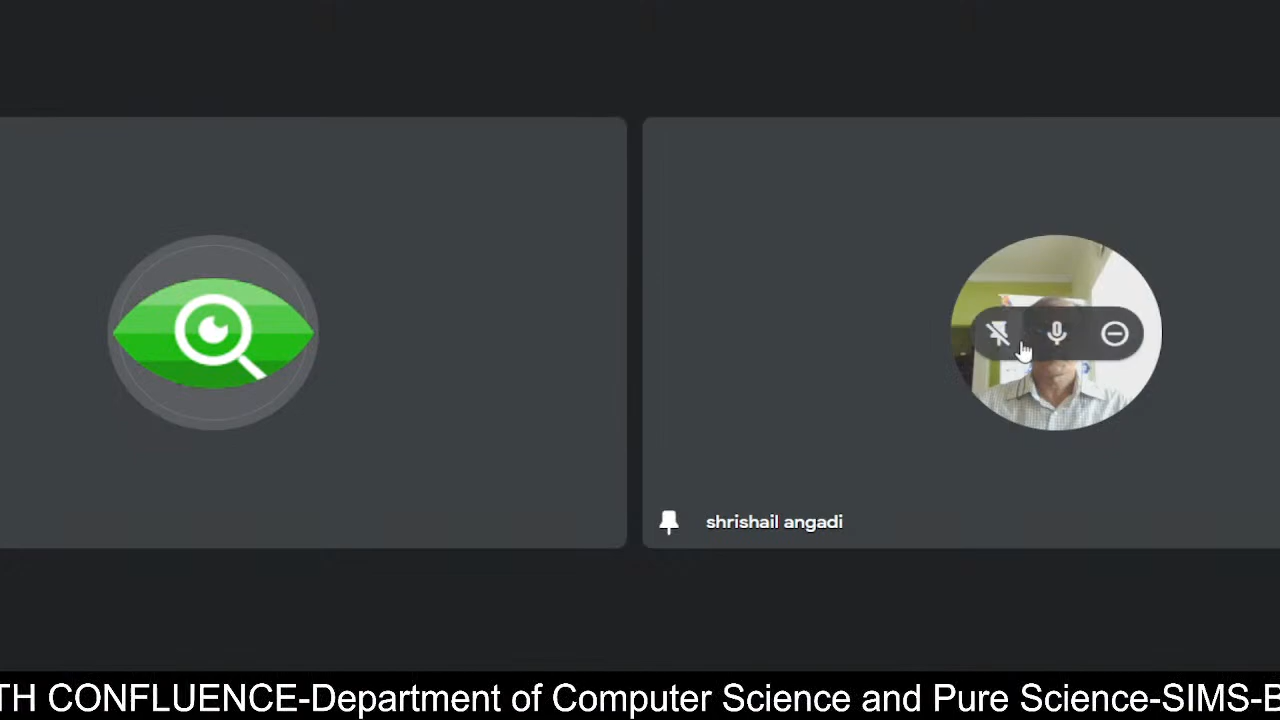 shrishail angadi
TH CONFLUENCE-Department of Computer Science and Pure Science-SIMS-B